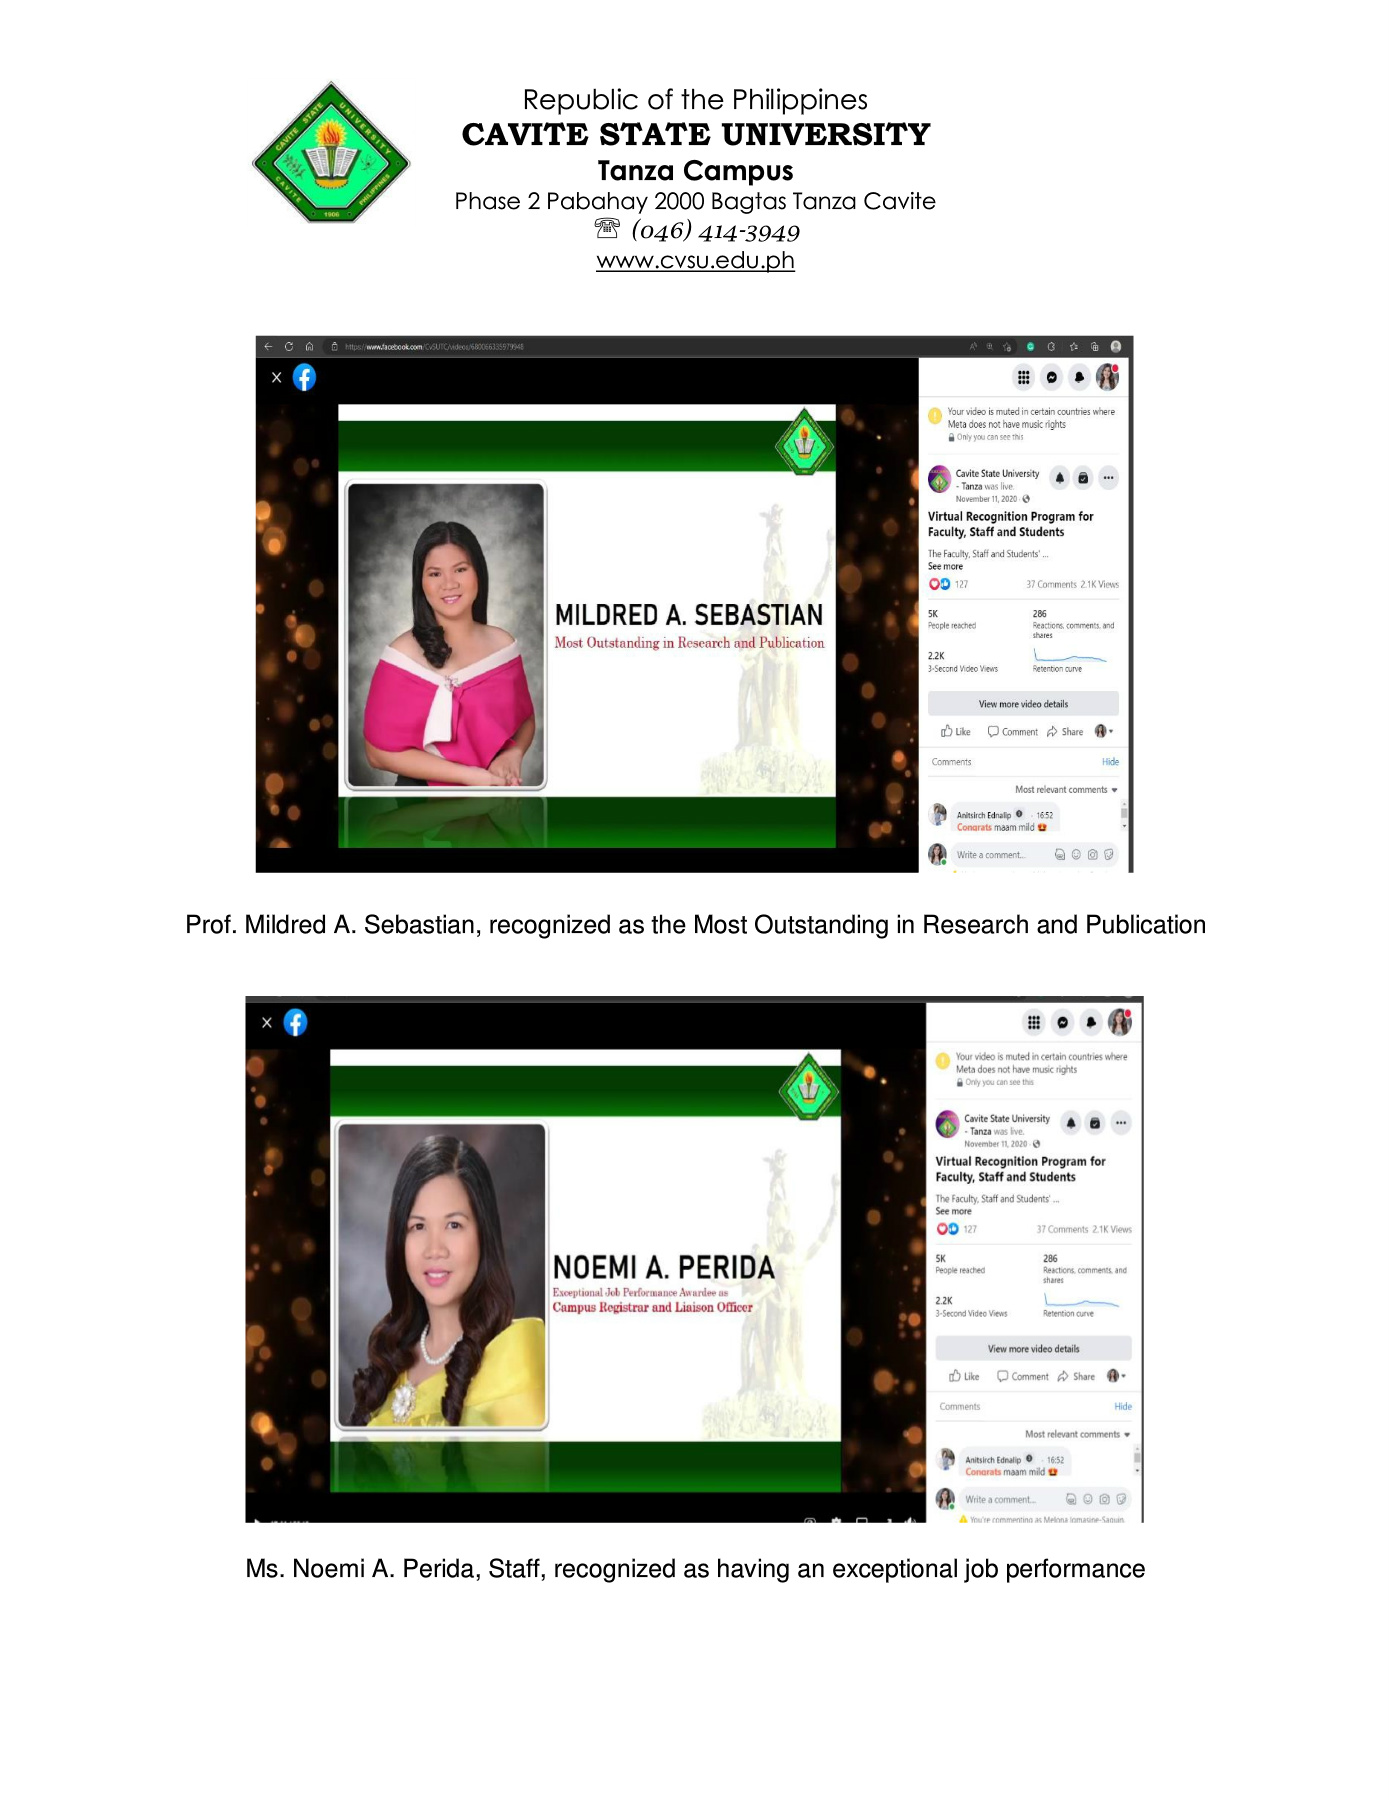 Republic of the Philippines
CAVITE STATE UNIVERSITY
Tanza Campus
Phase 2 Pabahay 2000 Bagtas Tanza Cavite
☏ (046) 414-3949
www.cvsu.edu.ph
CAVITE STATE UNIVERSITY
CAVITE PHILIPPINES
1906
https://www.facebook.com/CvSUTC/videos/680066335979948
Your video is muted in certain countries where
Meta does not have music rights
Only you can see this
Cavite State University
- Tanza was live.
November 11, 2020
Virtual Recognition Program for
Faculty, Staff and Students
The Faculty, Staff and Students' ...
See more
127 37 Comments 2.1K Views
5K 286
People reached Reactions, comments, and
shares
2.2K
3-Second Video Views Retention curve
View more video details
Like Comment Share
Comments Hide
Most relevant comments
Anitsirch Ednalip · 16:52
Congrats maam mild
Write a comment...
MILDRED A. SEBASTIAN
Most Outstanding in Research and Publication
Prof. Mildred A. Sebastian, recognized as the Most Outstanding in Research and Publication
Your video is muted in certain countries where
Meta does not have music rights
Only you can see this
Cavite State University
- Tanza was live.
November 11, 2020
Virtual Recognition Program for
Faculty, Staff and Students
The Faculty, Staff and Students' ...
See more
127 37 Comments 2.1K Views
5K 286
People reached Reactions, comments, and
shares
2.2K
3-Second Video Views Retention curve
View more video details
Like Comment Share
Comments Hide
Most relevant comments
Anitsirch Ednalip · 16:52
Congrats maam mild
Write a comment...
You're commenting as Melona
NOEMI A. PERIDA
Exceptional Job Performance Awardee as
Campus Registrar and Liaison Officer
Ms. Noemi A. Perida, Staff, recognized as having an exceptional job performance